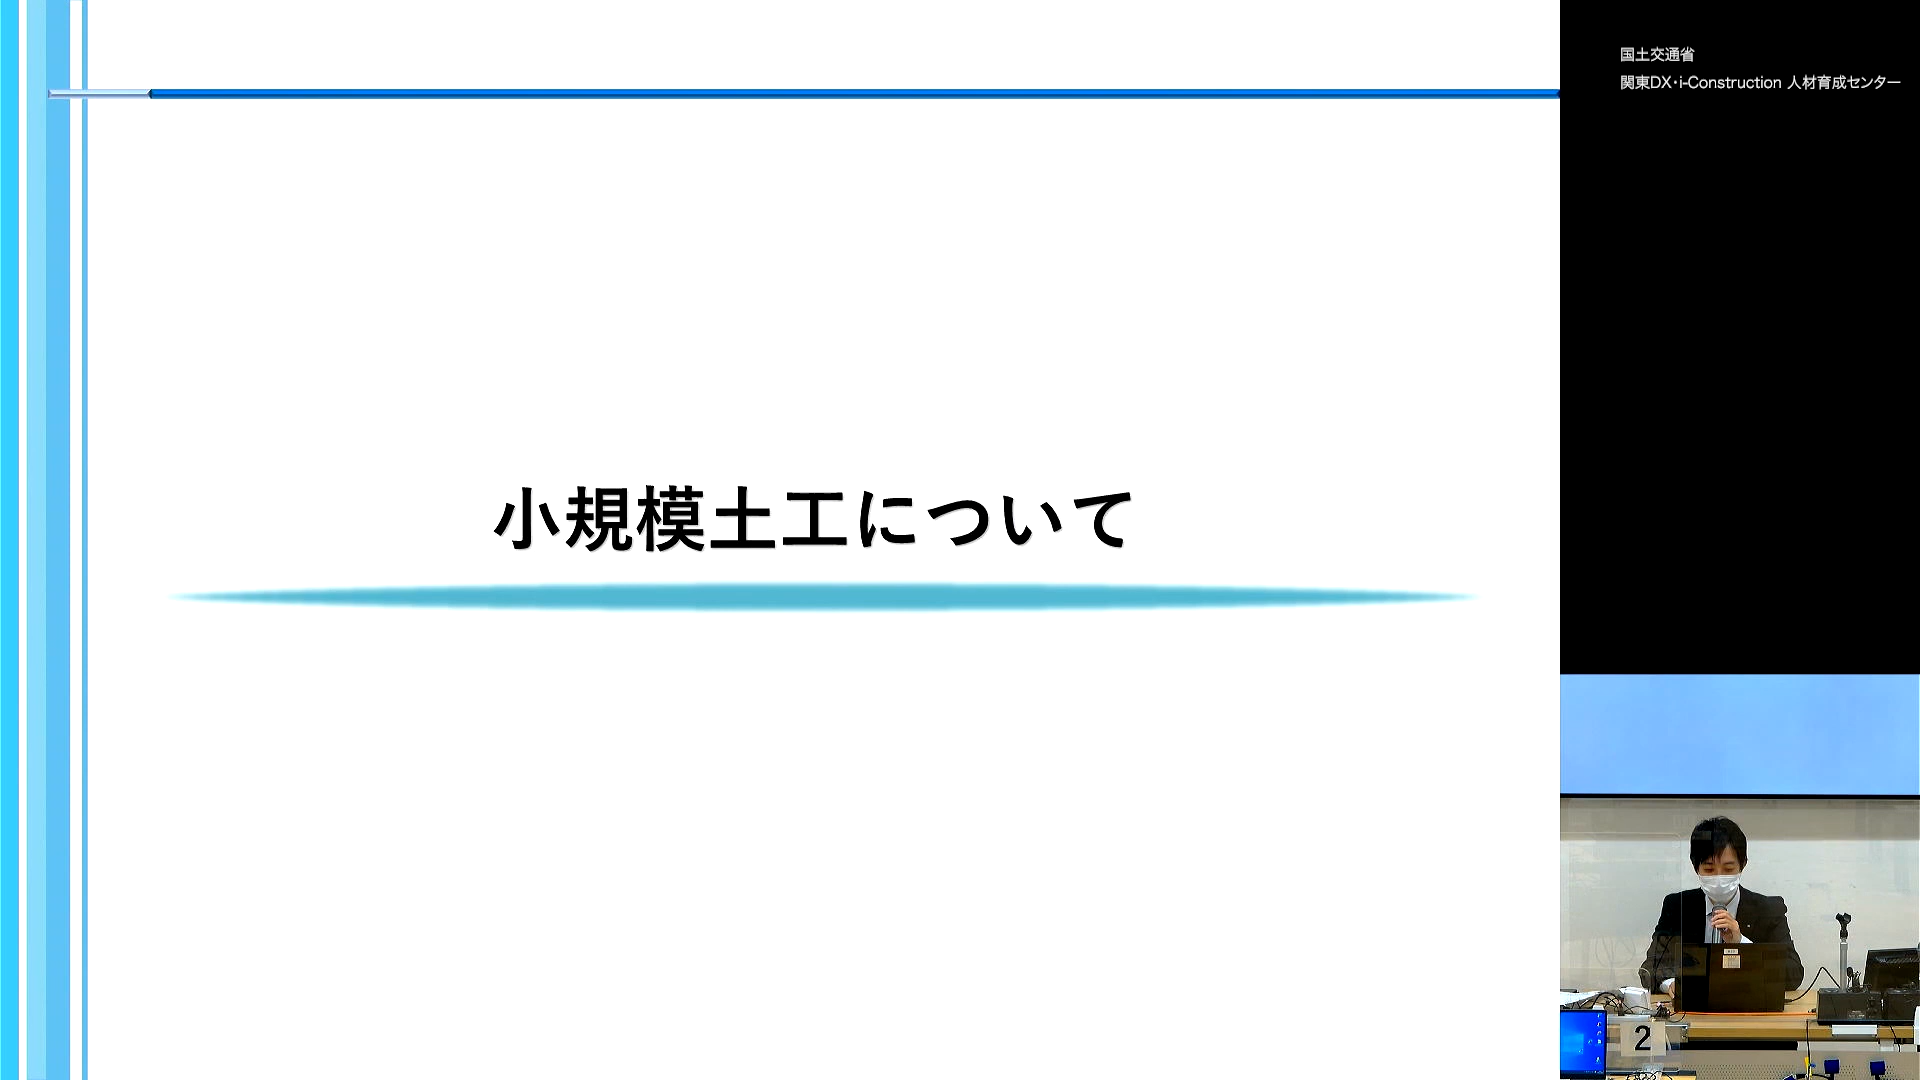 小規模土工について
国土交通省
関東DX・i-Construction 人材育成センター
2